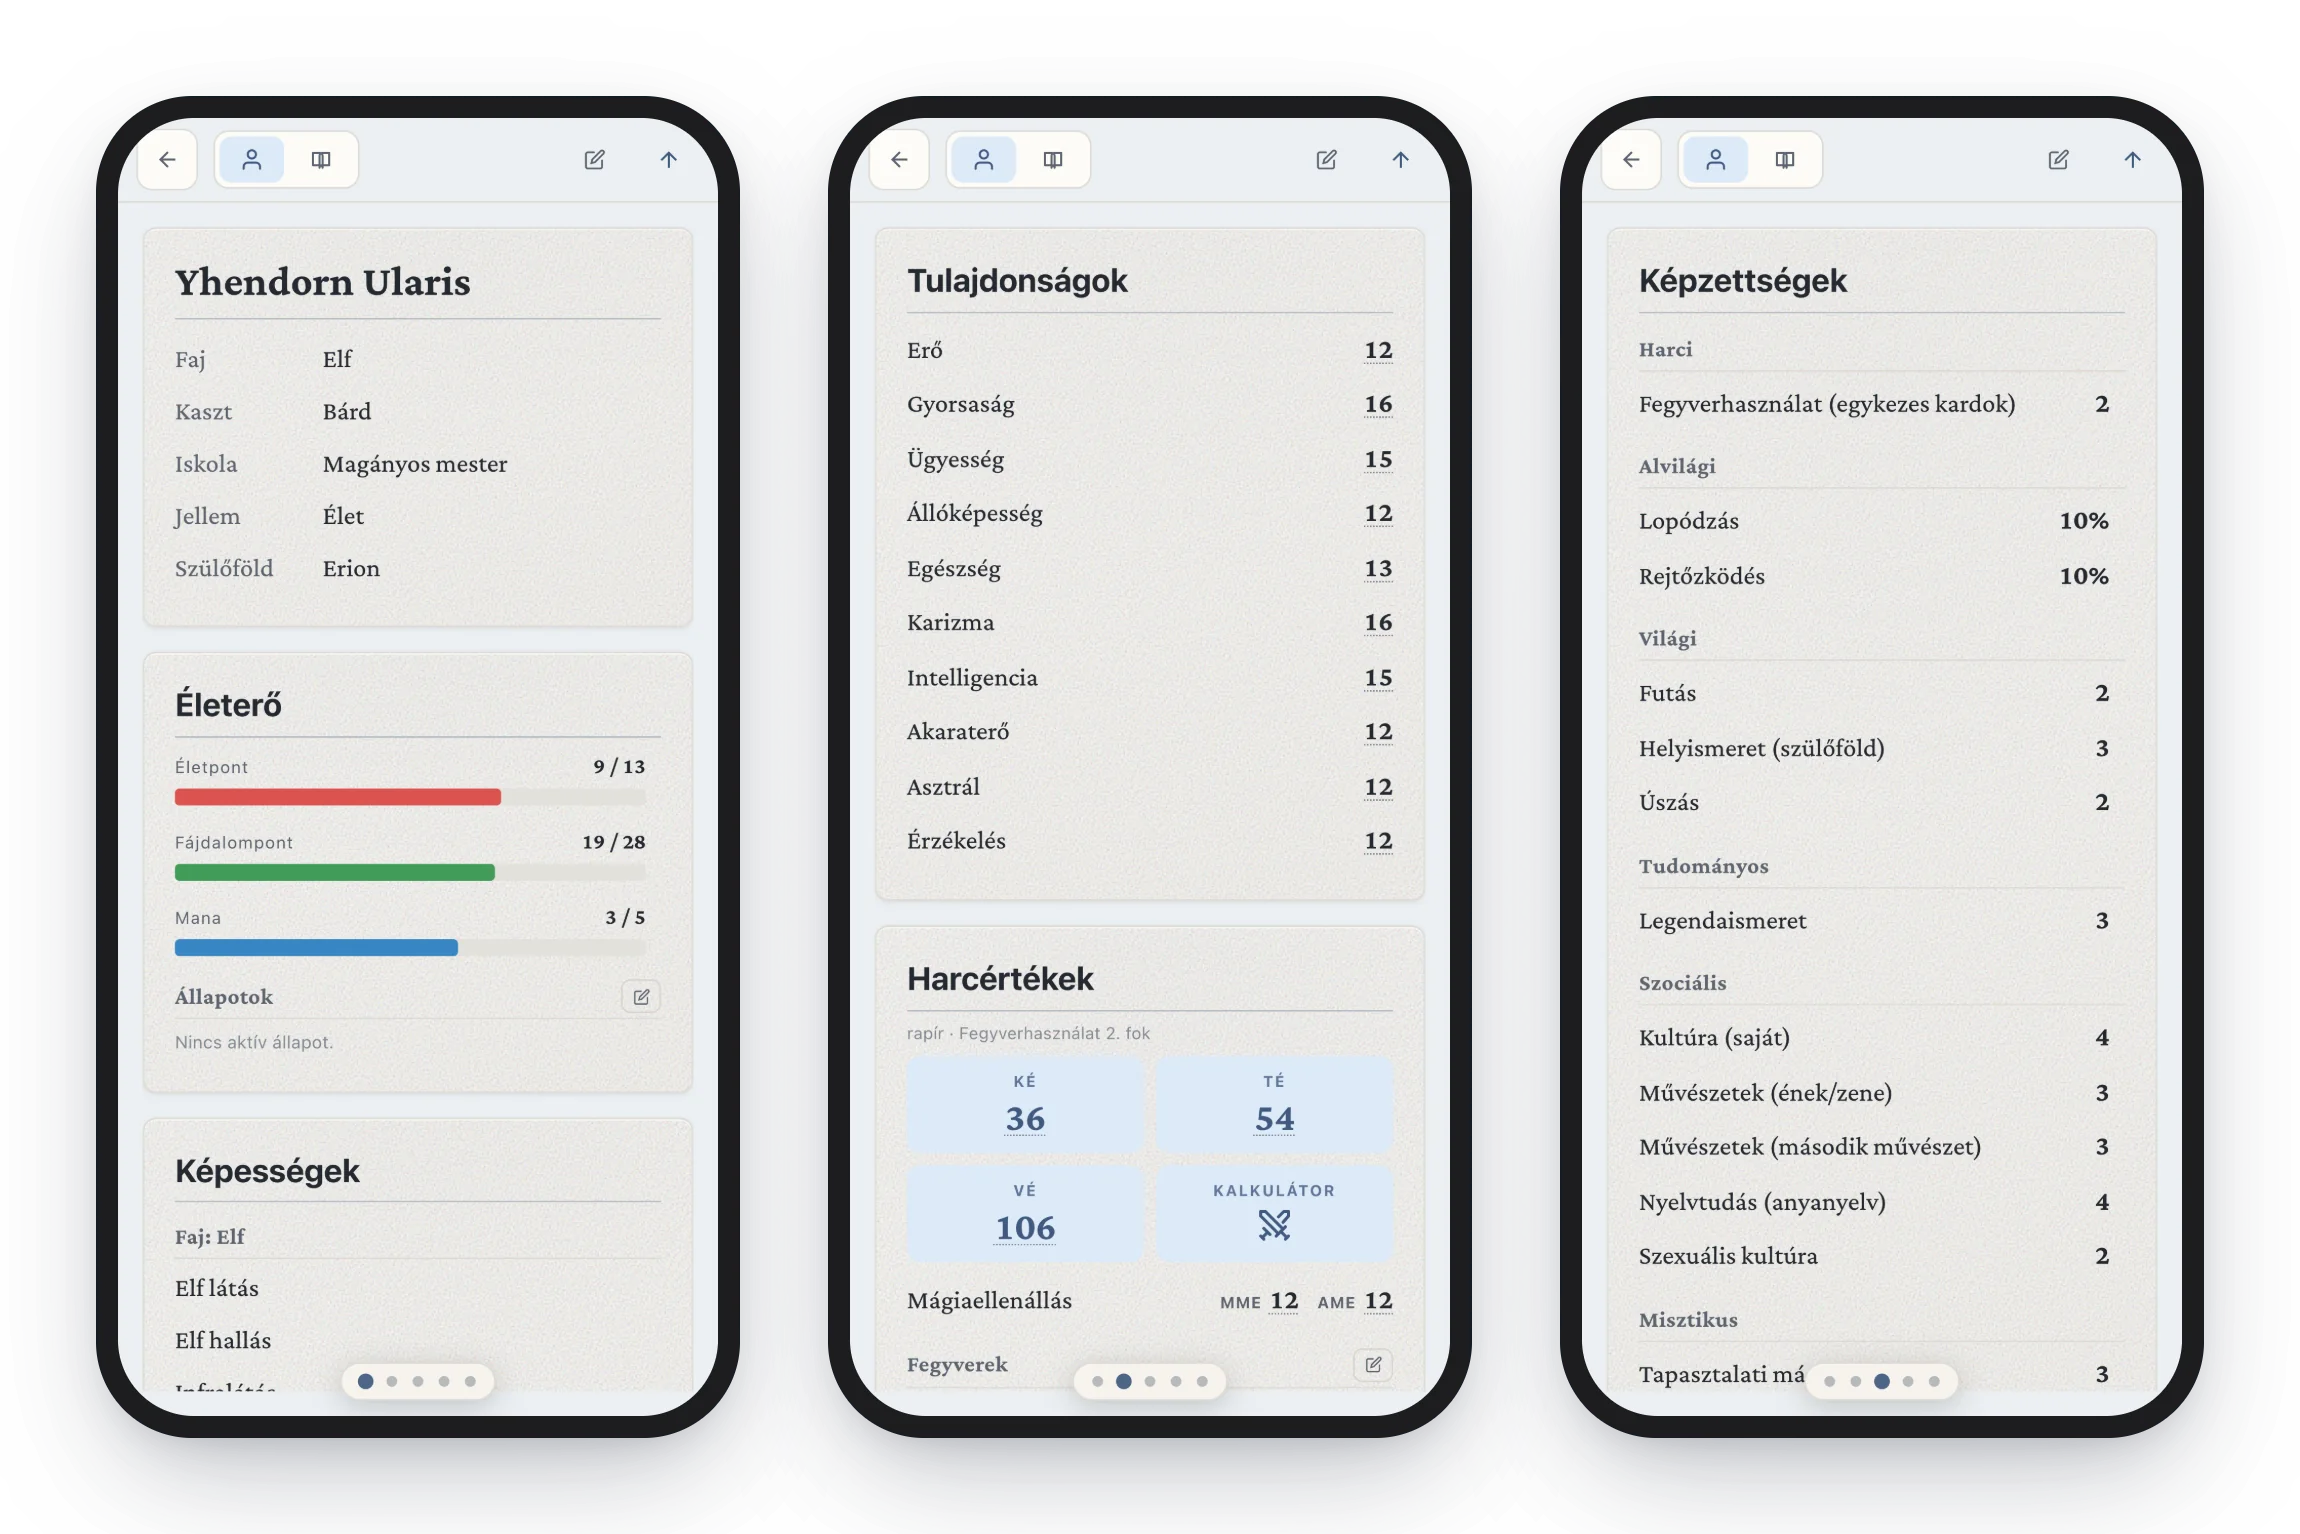 Yhendorn Ularis
Faj Elf
Kaszt Bárd
Iskola Magányos mester
Jellem Élet
Szülőföld Erion
Életerő
Életpont 9 / 13
Fájdalompont 19 / 28
Mana 3 / 5
Állapotok
Nincs aktív állapot.
Képességek
Faj: Elf
Elf látás
Elf hallás
Tulajdonságok
Erő 12
Gyorsaság 16
Ügyesség 15
Állóképesség 12
Egészség 13
Karizma 16
Intelligencia 15
Akaraterő 12
Asztrál 12
Érzékelés 12
Harcértékek
rapír · Fegyverhasználat 2. fok
KÉ TÉ
36 54
VÉ KALKULÁTOR
106
Mágiaellenállás MME 12 AME 12
Fegyverek
Képzettségek
Harci
Fegyverhasználat (egykezes kardok) 2
Alvilági
Lopódzás 10%
Rejtőzködés 10%
Világi
Futás 2
Helyismeret (szülőföld) 3
Úszás 2
Tudományos
Legendaismeret 3
Szociális
Kultúra (saját) 4
Művészetek (ének/zene) 3
Művészetek (második művészet) 3
Nyelvtudás (anyanyelv) 4
Szexuális kultúra 2
Misztikus
Tapasztalati má 3